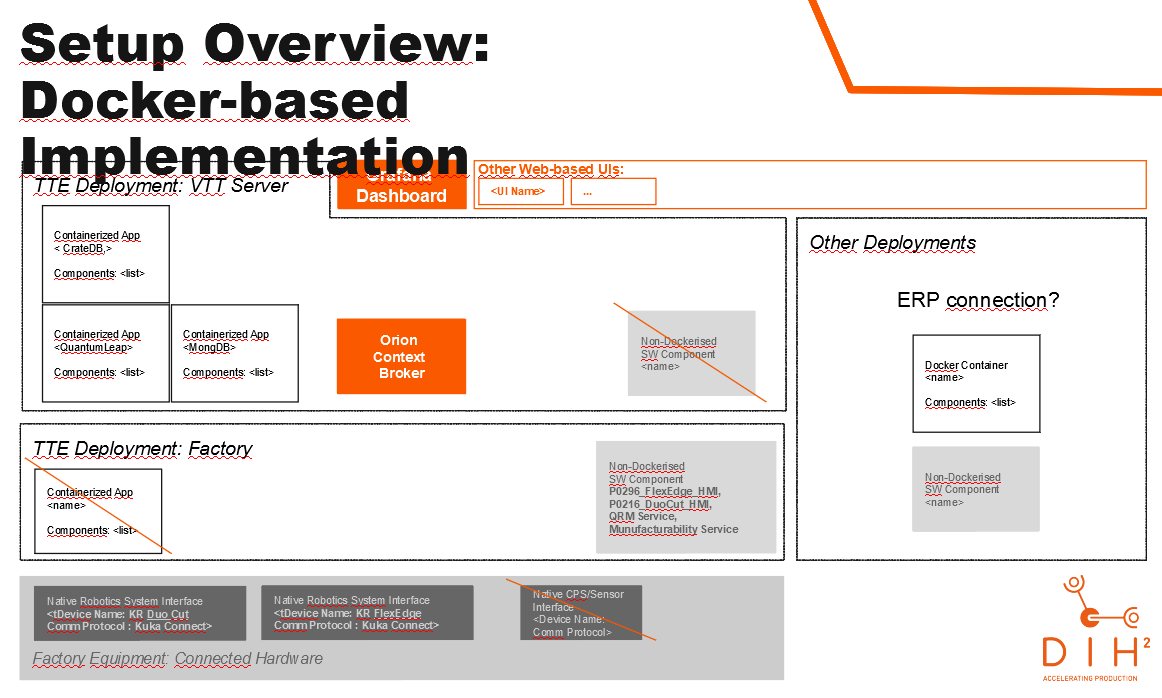 Setup Overview:
Docker-based
Implementation
TTE Deployment: VTT Server
Grafana
Dashboard
Other Web-based UIs:
<UI Name>
...
Containerized App
< CrateDB,>
Components: <list>
Containerized App
<QuantumLeap>
Components: <list>
Containerized App
<MongDB>
Components: <list>
Orion
Context
Broker
Non-Dockerised
SW Component
<name>
Other Deployments
ERP connection?
Docker Container
<name>
Components: <list>
Non-Dockerised
SW Component
<name>
TTE Deployment: Factory
Containerized App
<name>
Components: <list>
Non-Dockerised
SW Component
P0296_FlexEdge_HMI,
P0216_DuoCut_HMI,
QRM Service,
Munufacturability Service
Native Robotics System Interface
<tDevice Name: KR Duo Cut
Comm Protocol : Kuka Connect>
Native Robotics System Interface
<tDevice Name: KR FlexEdge
Comm Protocol : Kuka Connect>
Native CPS/Sensor
Interface
<Device Name:
Comm Protocol>
Factory Equipment: Connected Hardware
DIH²
ACCELERATING PRODUCTION